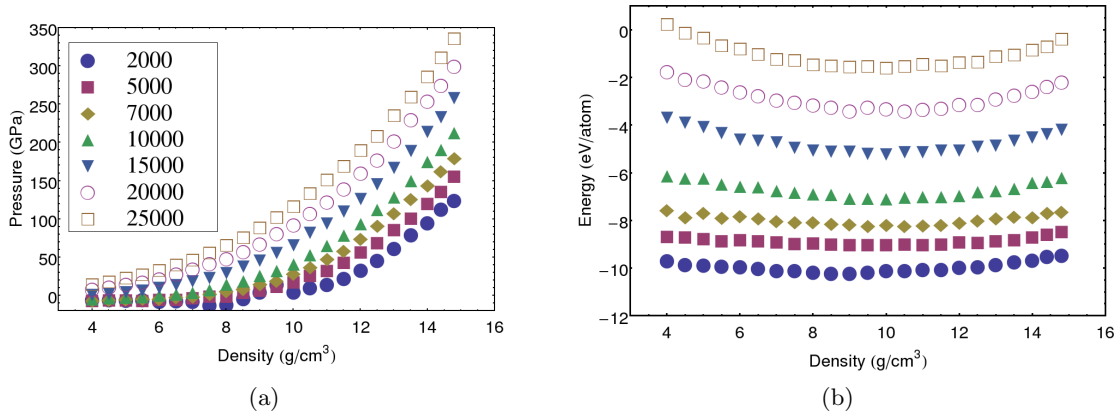 350
300
250
200
150
100
50
0
Pressure (GPa)
2000
5000
7000
10000
15000
20000
25000
4 6 8 10 12 14 16
Density (g/cm³)
(a)
0
−2
−4
−6
−8
−10
−12
Energy (eV/atom)
4 6 8 10 12 14 16
Density (g/cm³)
(b)